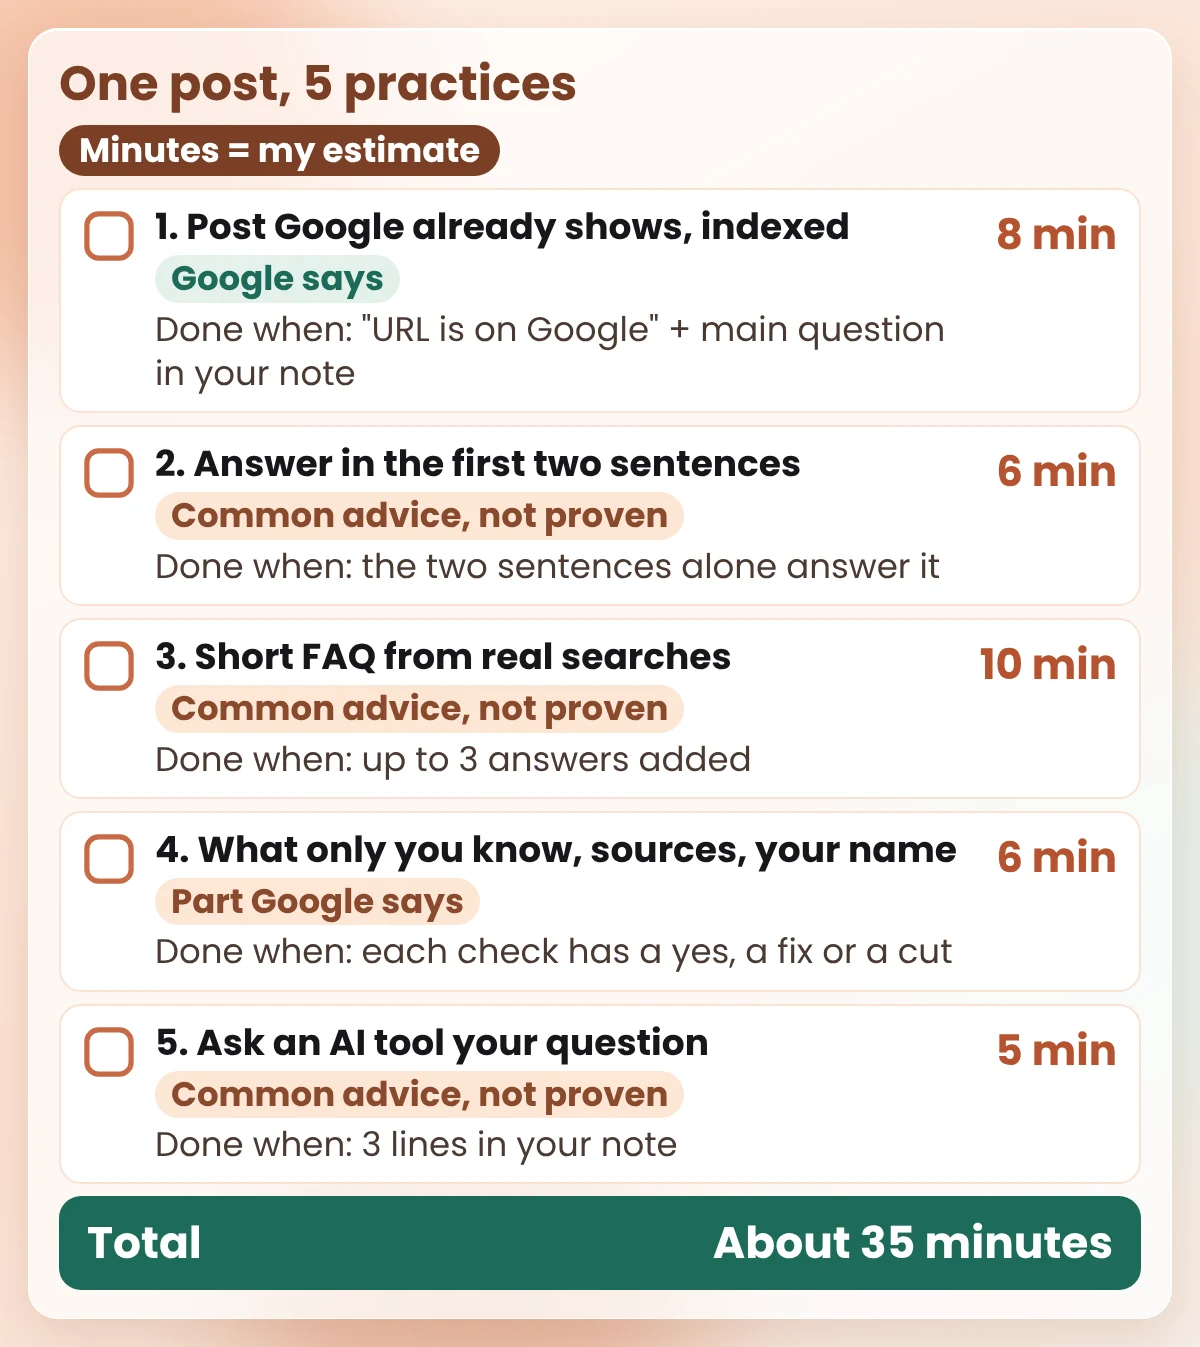 One post, 5 practices
Minutes = my estimate
1. Post Google already shows, indexed
8 min
Google says
Done when: "URL is on Google" + main question
in your note
2. Answer in the first two sentences
6 min
Common advice, not proven
Done when: the two sentences alone answer it
3. Short FAQ from real searches
10 min
Common advice, not proven
Done when: up to 3 answers added
4. What only you know, sources, your name
6 min
Part Google says
Done when: each check has a yes, a fix or a cut
5. Ask an AI tool your question
5 min
Common advice, not proven
Done when: 3 lines in your note
Total
About 35 minutes